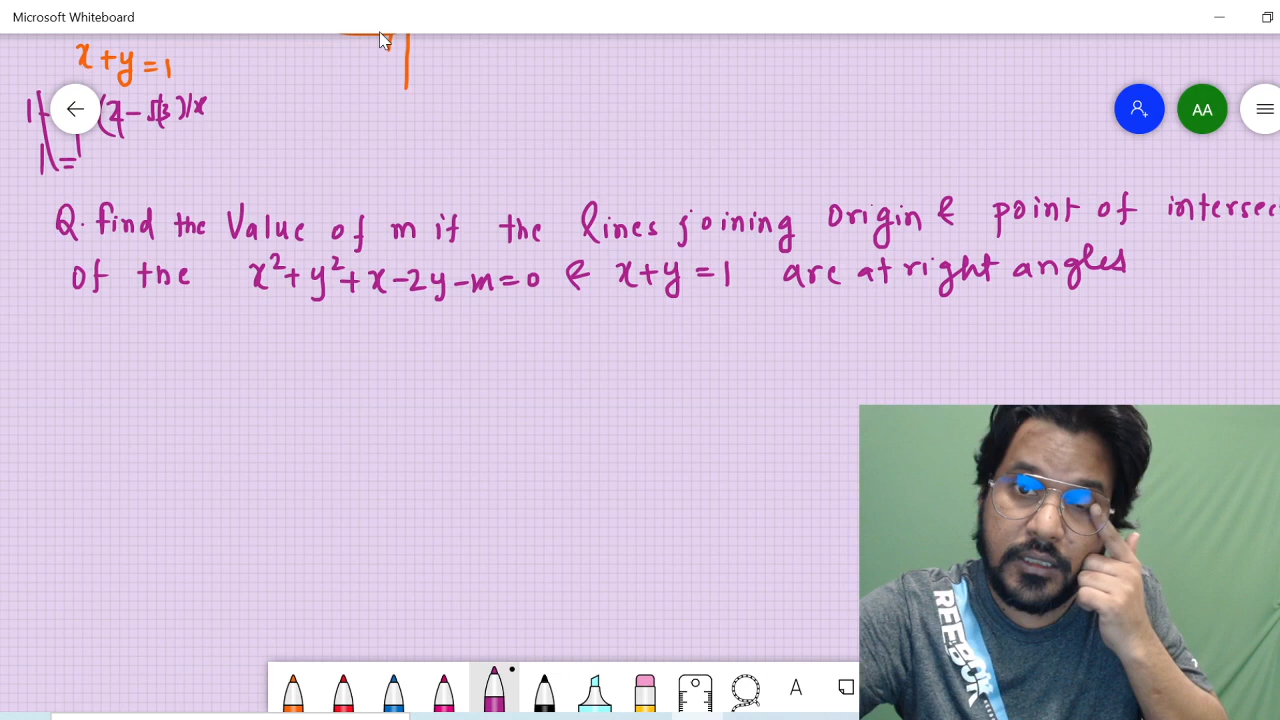 Microsoft Whiteboard
x+y=1
AA
Q. find the Value of m if the lines joining origin & point of intersec
of the x²+y²+x-2y-m=0 & x+y=1 are at right angles
REEBOK
A